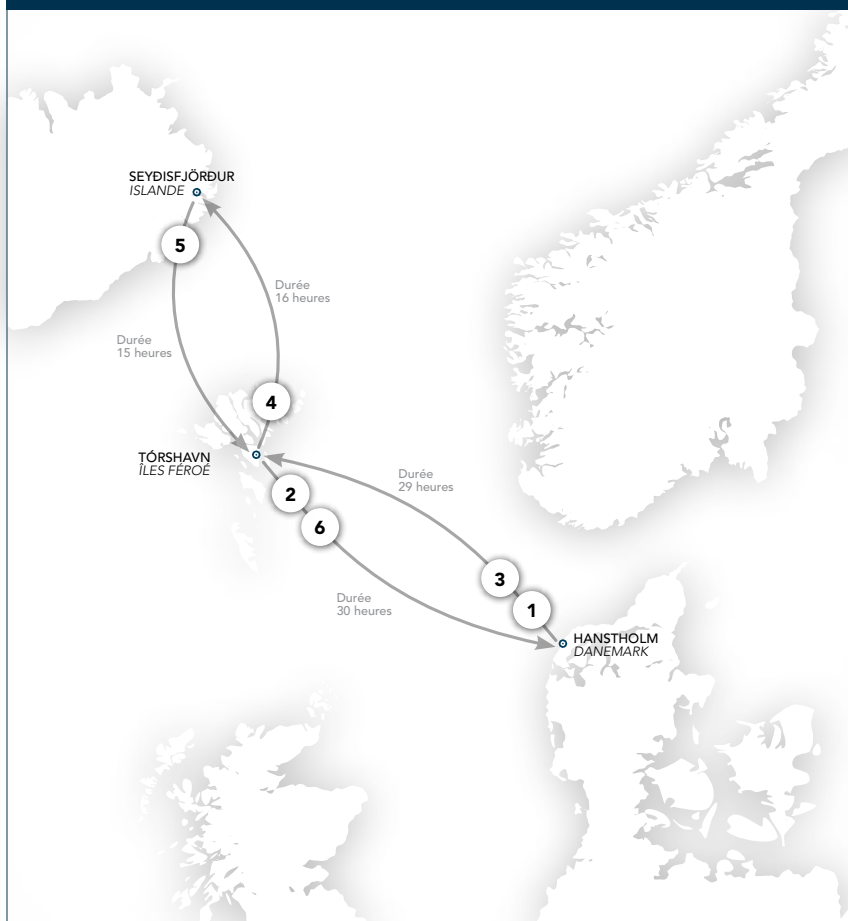 SEYÐISFJÖRÐUR
ISLANDE
5
Durée
16 heures
Durée
15 heures
4
TÓRSHAVN
ÎLES FÉROÉ
Durée
29 heures
2
6
3
Durée
30 heures
1
HANSTHOLM
DANEMARK